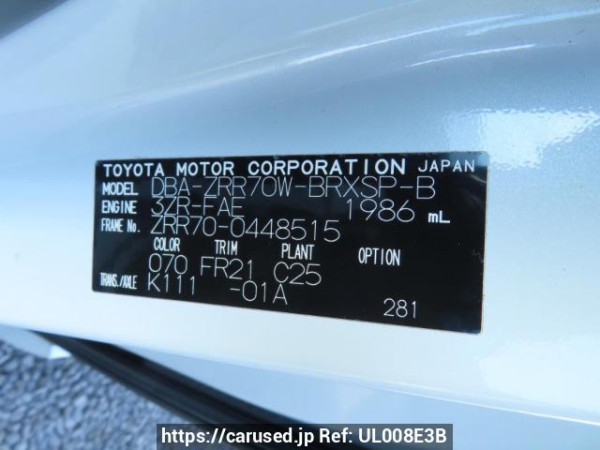 TOYOTA MOTOR CORPORATION JAPAN
MODEL DBA-ZRR70W-BRXSP-B
ENGINE 3ZR-FAE 1986 mL
FRAME No. ZRR70-0448515
COLOR TRIM PLANT OPTION
070 FR21 C25
TRANS./AXLE K111 -01A
281
https://carused.jp Ref: UL008E3B